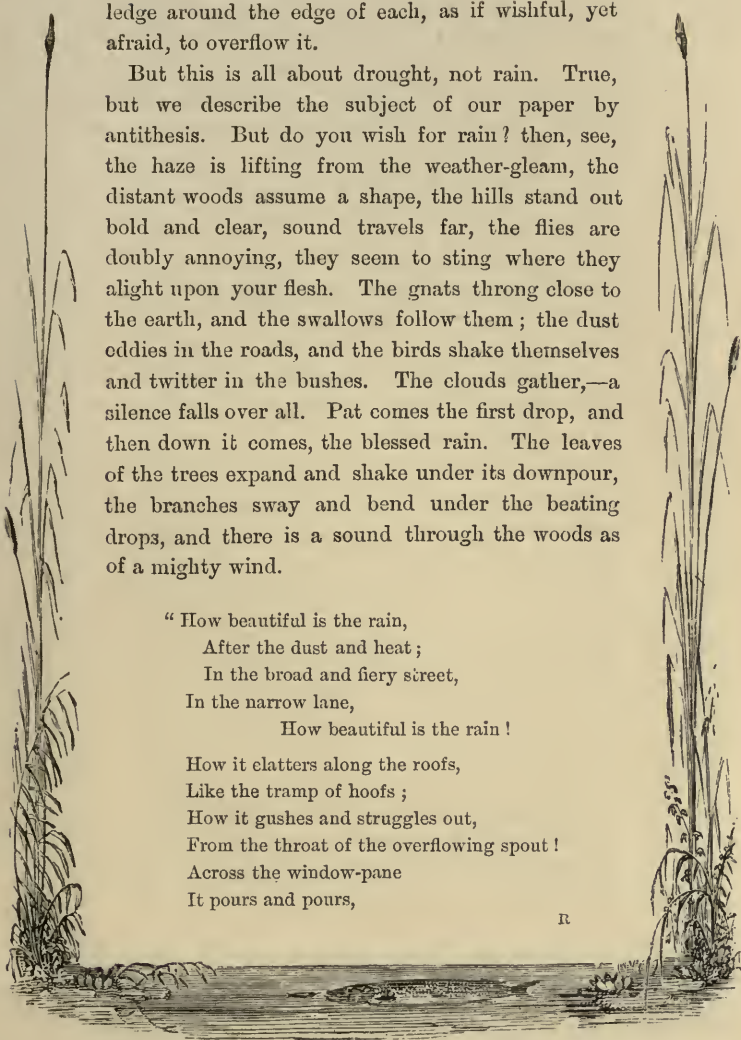 ledge around the edge of each, as if wishful, yet
afraid, to overflow it.
But this is all about drought, not rain. True,
but we describe the subject of our paper by
antithesis. But do you wish for rain? then, see,
the haze is lifting from the weather-gleam, the
distant woods assume a shape, the hills stand out
bold and clear, sound travels far, the flies are
doubly annoying, they seem to sting where they
alight upon your flesh. The gnats throng close to
the earth, and the swallows follow them; the dust
eddies in the roads, and the birds shake themselves
and twitter in the bushes. The clouds gather,—a
silence falls over all. Pat comes the first drop, and
then down it comes, the blessed rain. The leaves
of the trees expand and shake under its downpour,
the branches sway and bend under the beating
drops, and there is a sound through the woods as
of a mighty wind.
“ How beautiful is the rain,
After the dust and heat;
In the broad and fiery street,
In the narrow lane,
How beautiful is the rain!
How it clatters along the roofs,
Like the tramp of hoofs;
How it gushes and struggles out,
From the throat of the overflowing spout!
Across the window-pane
It pours and pours,
R